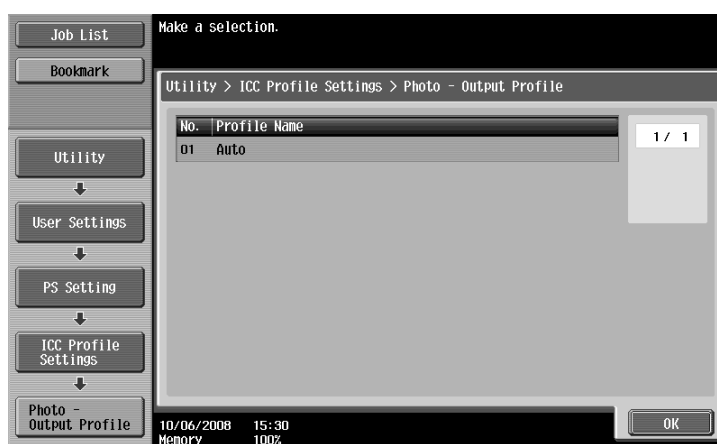 Job List
Bookmark
Utility
User Settings
PS Setting
ICC Profile
Settings
Photo -
Output Profile
Make a selection.
Utility > ICC Profile Settings > Photo - Output Profile
No. Profile Name
01 Auto
1/ 1
10/06/2008 15:30
Memory 100%
OK